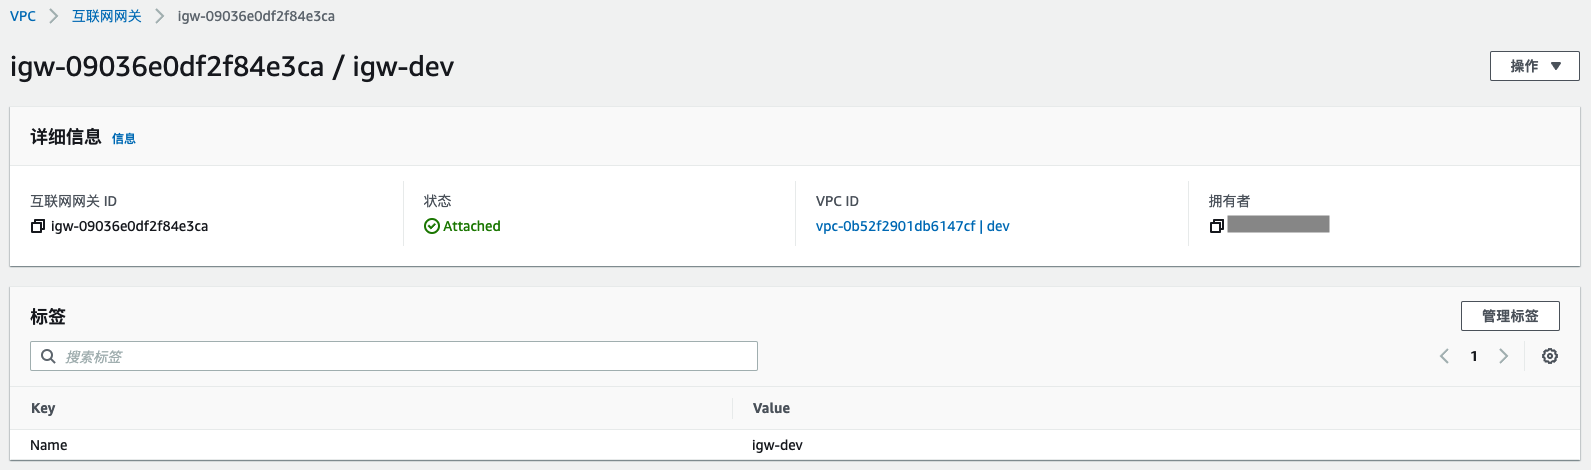 VPC 互联网网关 igw-09036e0df2f84e3ca
igw-09036e0df2f84e3ca / igw-dev
操作
详细信息 信息
互联网网关 ID 状态 VPC ID 拥有者
igw-09036e0df2f84e3ca Attached vpc-0b52f2901db6147cf | dev
标签 管理标签
搜索标签 1
Key Value
Name igw-dev